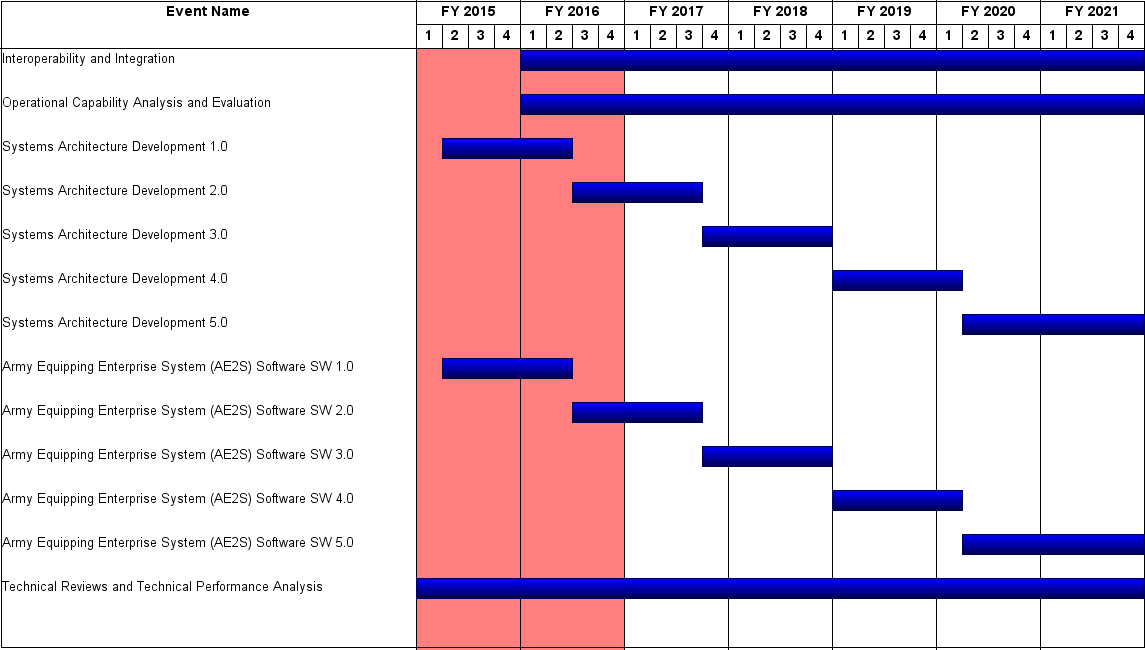 Event Name FY 2015 FY 2016 FY 2017 FY 2018 FY 2019 FY 2020 FY 2021
1 2 3 4 1 2 3 4 1 2 3 4 1 2 3 4 1 2 3 4 1 2 3 4 1 2 3 4
Interoperability and Integration
Operational Capability Analysis and Evaluation
Systems Architecture Development 1.0
Systems Architecture Development 2.0
Systems Architecture Development 3.0
Systems Architecture Development 4.0
Systems Architecture Development 5.0
Army Equipping Enterprise System (AE2S) Software SW 1.0
Army Equipping Enterprise System (AE2S) Software SW 2.0
Army Equipping Enterprise System (AE2S) Software SW 3.0
Army Equipping Enterprise System (AE2S) Software SW 4.0
Army Equipping Enterprise System (AE2S) Software SW 5.0
Technical Reviews and Technical Performance Analysis